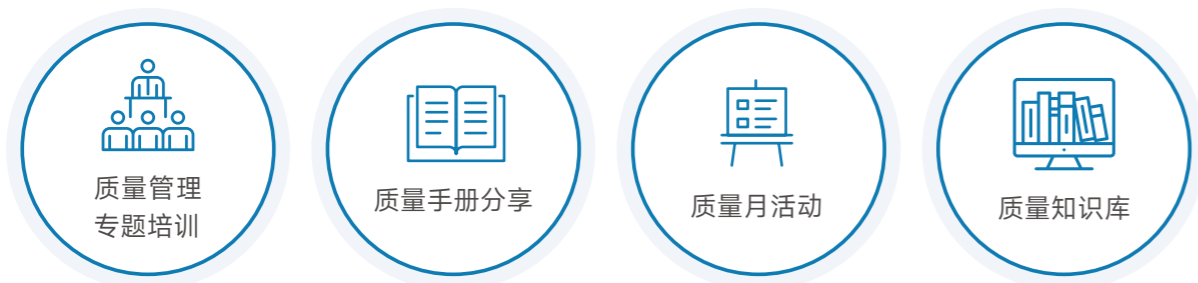 质量管理
专题培训
质量手册分享
质量月活动
质量知识库